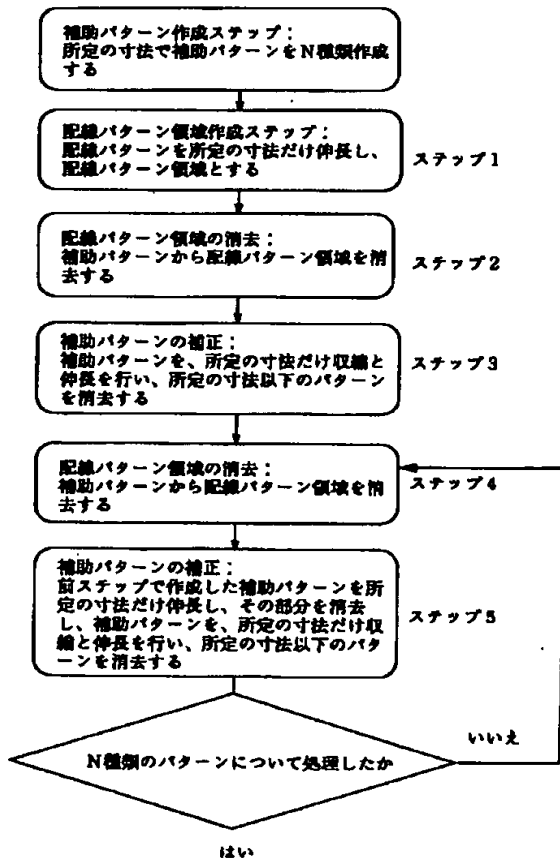 補助パターン作成ステップ：
所定の寸法で補助パターンをN種類作成
する
配線パターン領域作成ステップ：
配線パターンを所定の寸法だけ伸長し、
配線パターン領域とする
ステップ1
配線パターン領域の消去：
補助パターンから配線パターン領域を消
去する
ステップ2
補助パターンの補正：
補助パターンを、所定の寸法だけ収縮と
伸長を行い、所定の寸法以下のパターン
を消去する
ステップ3
配線パターン領域の消去：
補助パターンから配線パターン領域を消
去する
ステップ4
補助パターンの補正：
前ステップで作成した補助パターンを所
定の寸法だけ伸長し、その部分を消去
し、補助パターンを、所定の寸法だけ収
縮と伸長を行い、所定の寸法以下のパタ
ーンを消去する
ステップ5
N種類のパターンについて処理したか
いいえ
はい